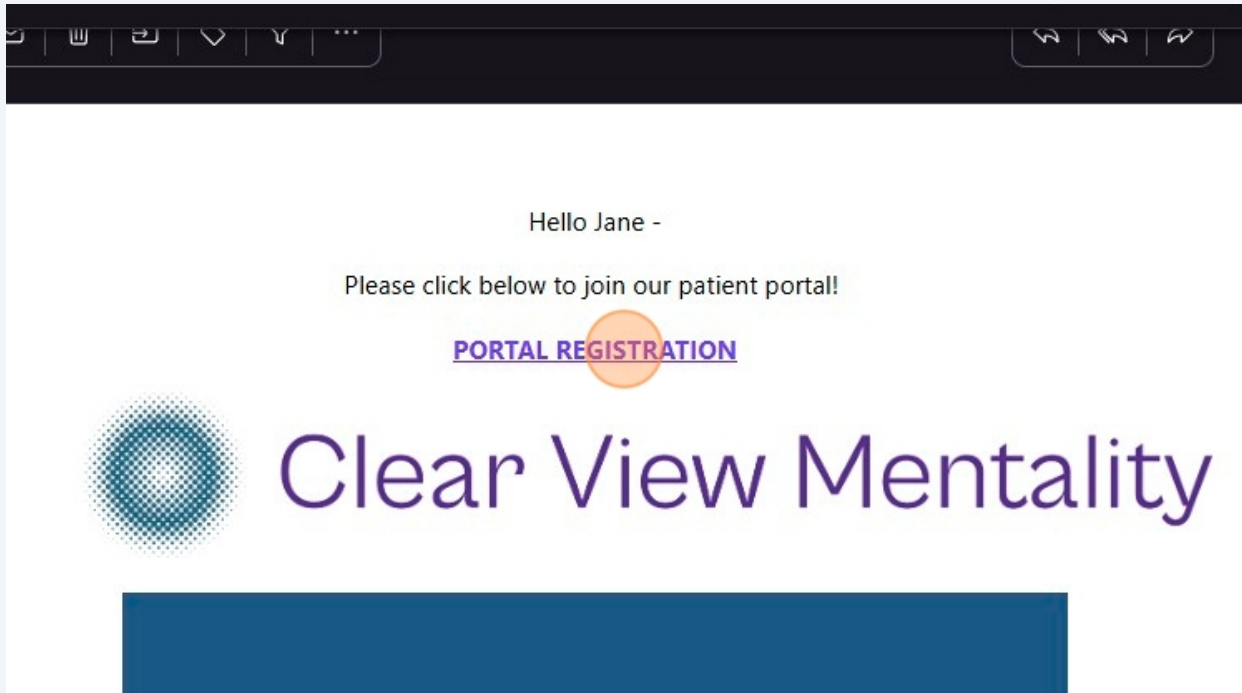 Hello Jane -
Please click below to join our patient portal!
PORTAL REGISTRATION
Clear View Mentality